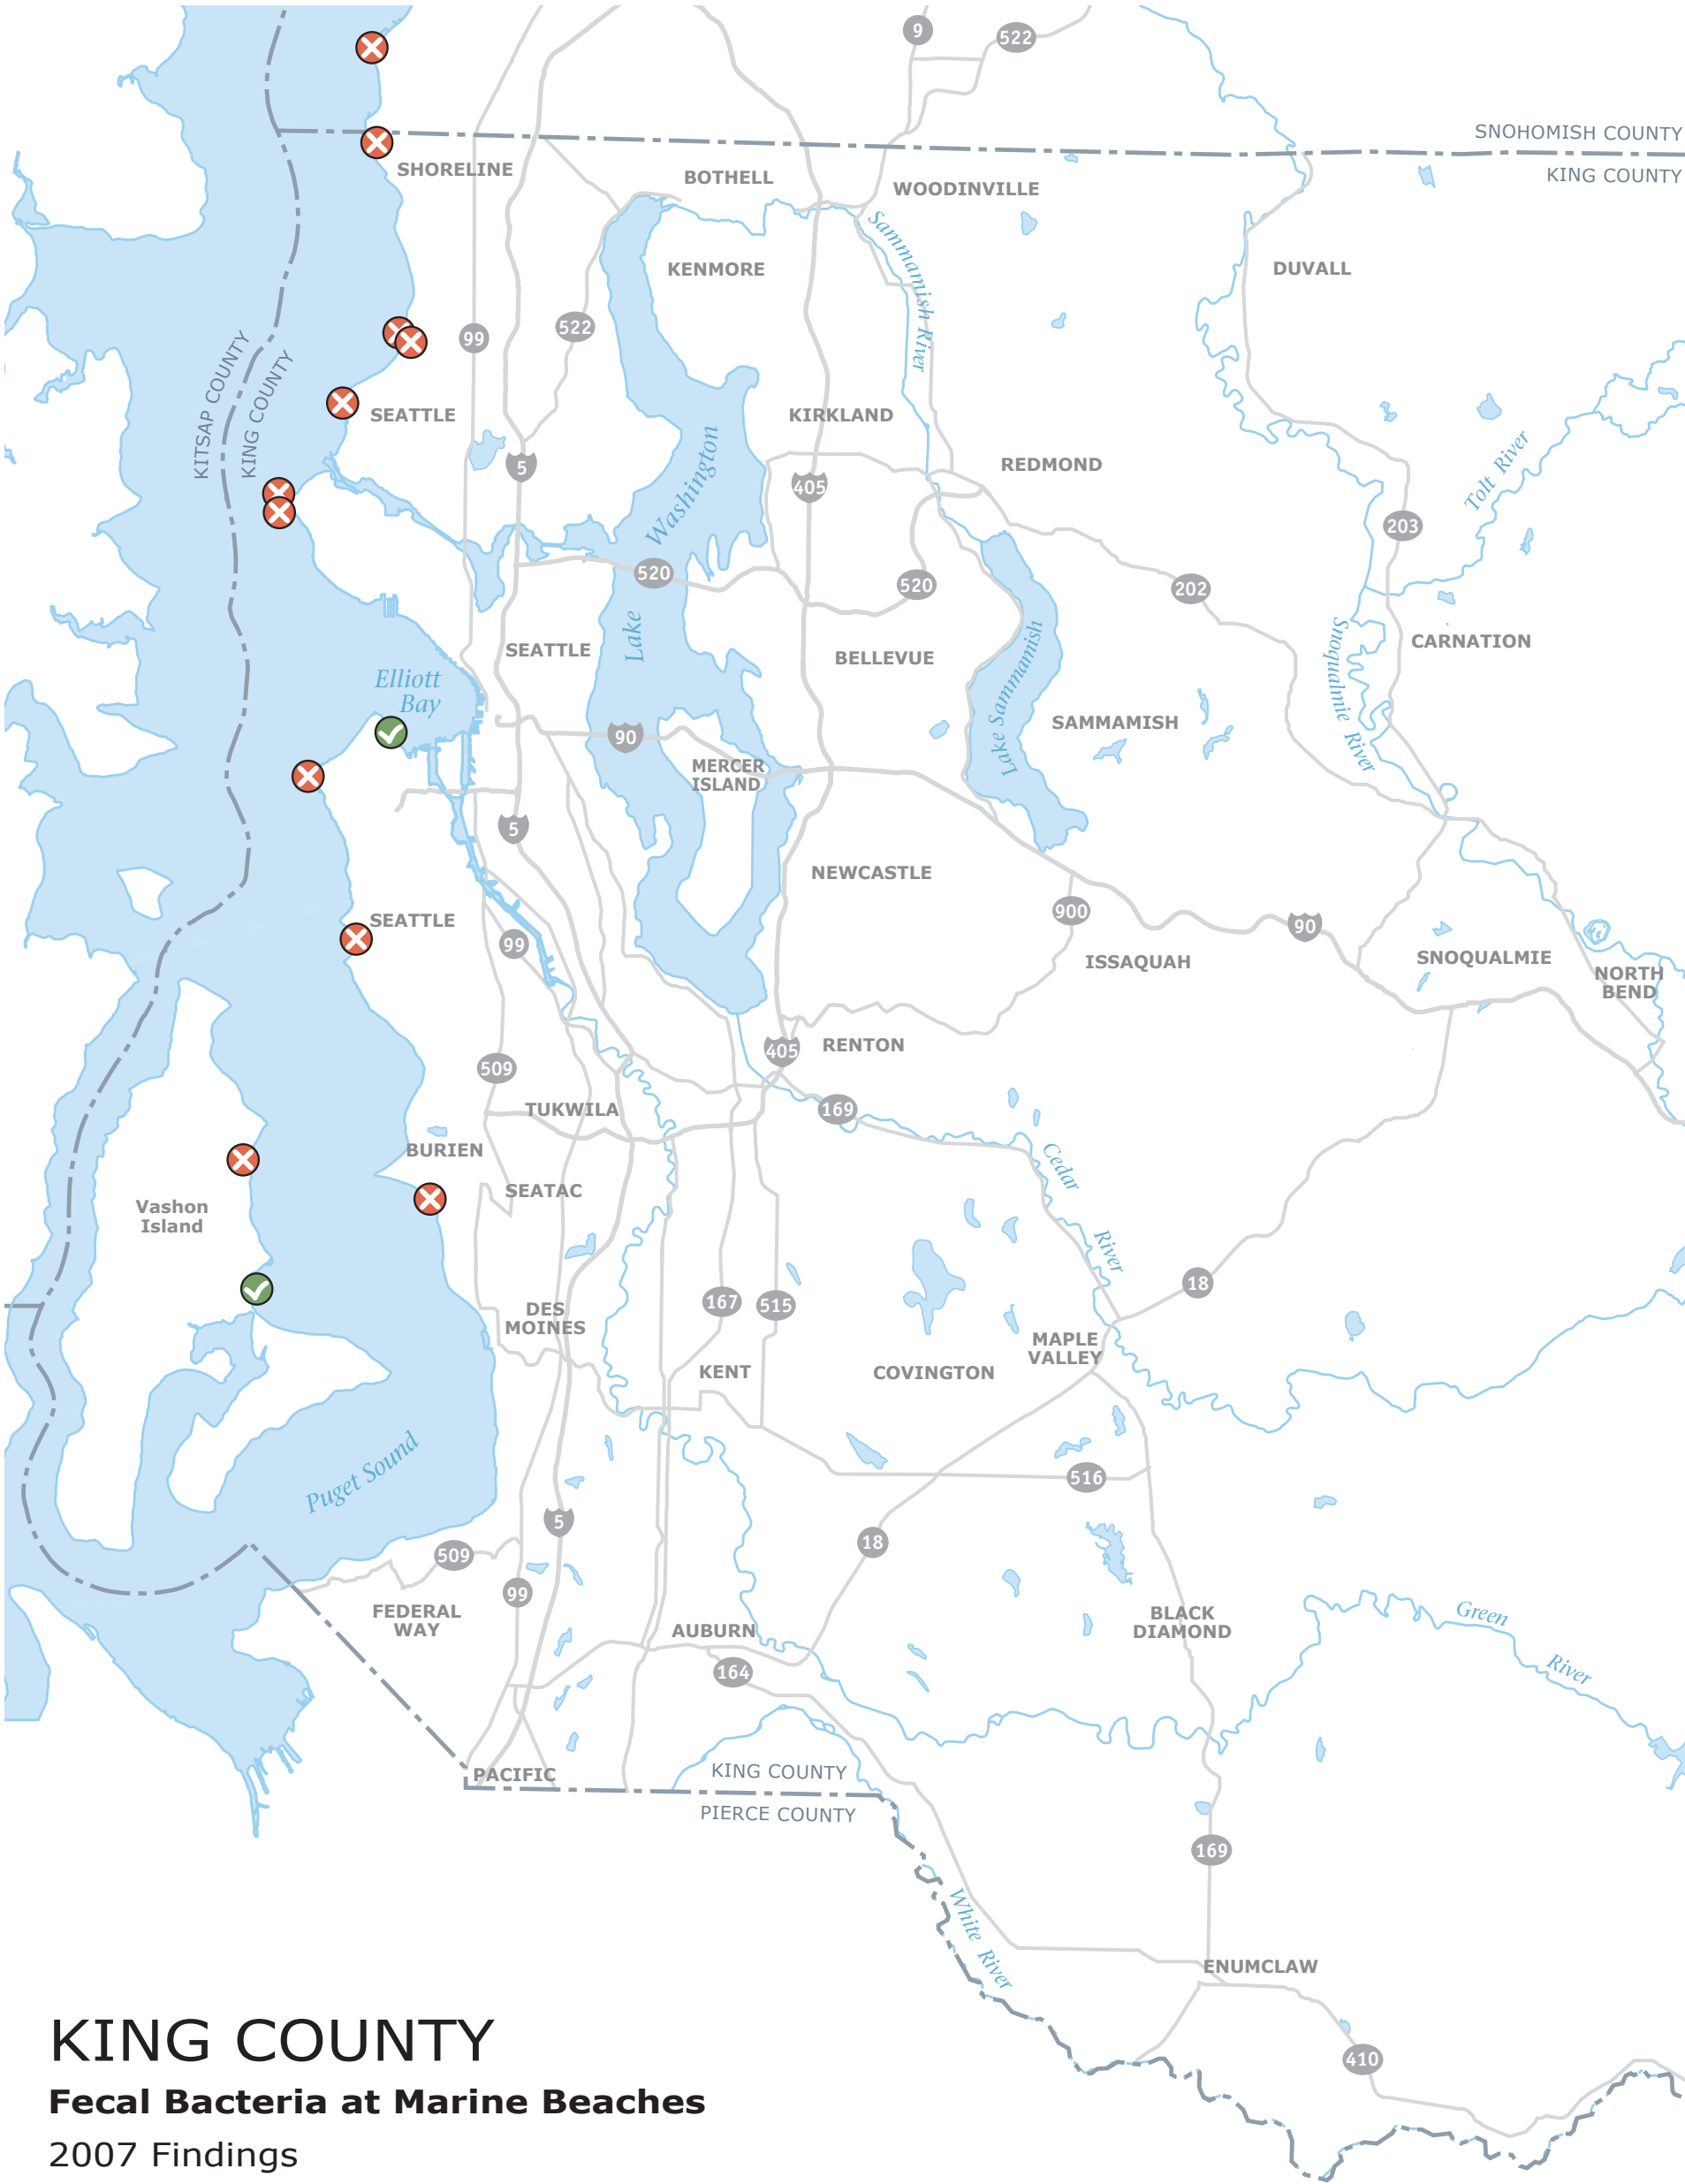 9
522
SNOHOMISH COUNTY
KING COUNTY
SHORELINE
BOTHELL
WOODINVILLE
Sammamish River
KENMORE
DUVALL
99
522
KITSAP COUNTY
KING COUNTY
SEATTLE
KIRKLAND
5
405
REDMOND
Tolt River
203
Lake Washington
520
520
202
SEATTLE
BELLEVUE
Lake Sammamish
Snoqualmie River
CARNATION
Elliott
Bay
SAMMAMISH
90
MERCER
ISLAND
5
NEWCASTLE
900
90
SEATTLE
99
ISSAQUAH
SNOQUALMIE
NORTH
BEND
405
RENTON
509
TUKWILA
169
BURIEN
Cedar
River
SEATAC
Vashon
Island
18
167
515
DES
MOINES
MAPLE
VALLEY
KENT
COVINGTON
Puget Sound
516
5
18
509
99
FEDERAL
WAY
AUBURN
BLACK
DIAMOND
Green
River
164
PACIFIC
KING COUNTY
PIERCE COUNTY
169
White River
ENUMCLAW
410
KING COUNTY
Fecal Bacteria at Marine Beaches
2007 Findings